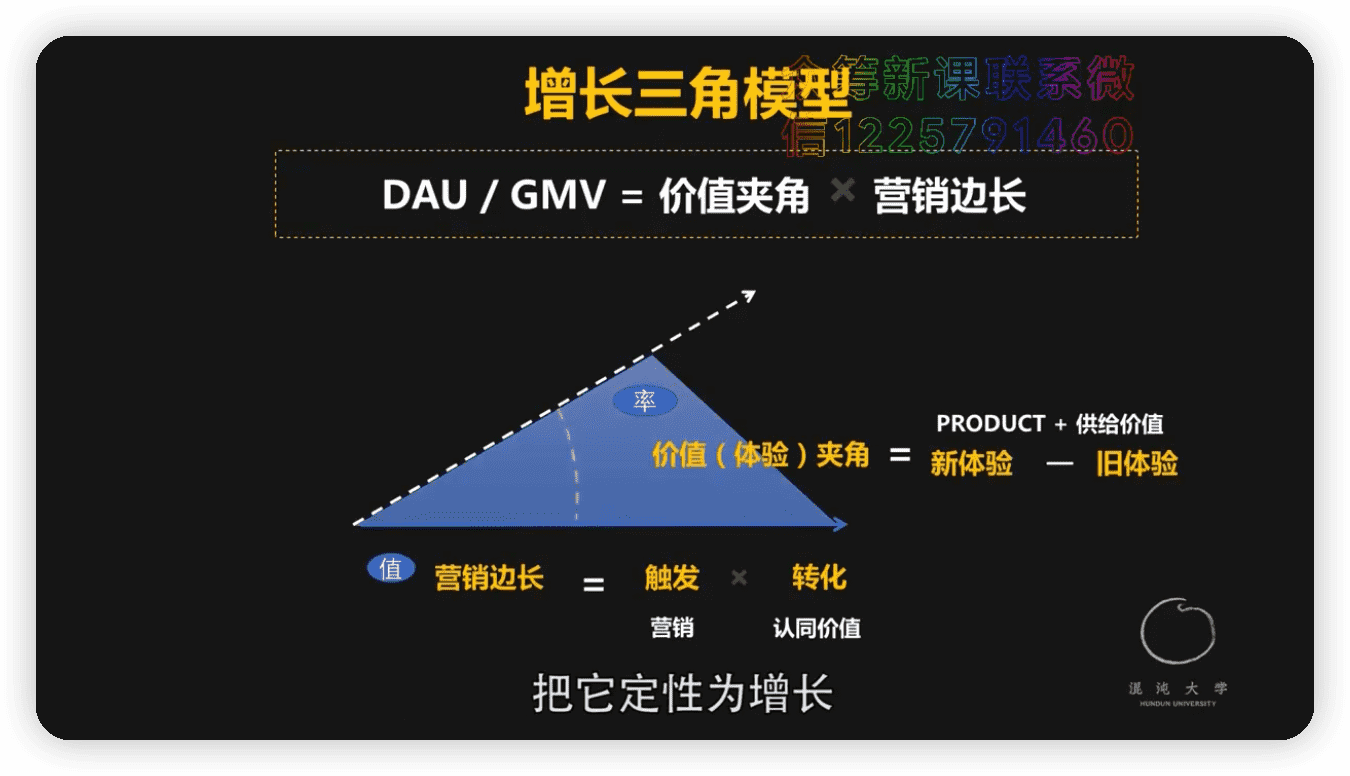 增长三角模型
众筹新课联系微
信1225791460
DAU / GMV = 价值夹角 × 营销边长
率
PRODUCT + 供给价值
价值（体验）夹角 = 新体验 — 旧体验
值 营销边长 = 触发 × 转化
营销 认同价值
把它定性为增长
混沌大学
HUNDUN UNIVERSITY